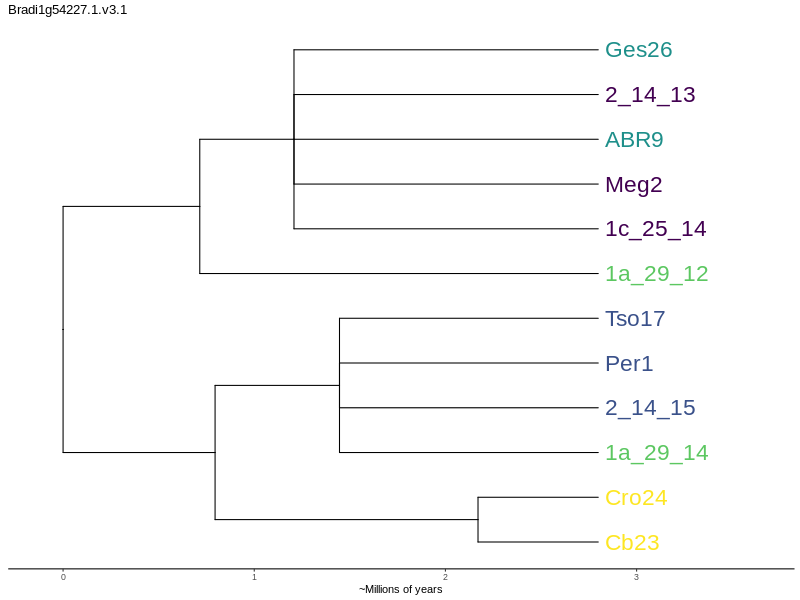 Bradi1g54227.1.v3.1
Ges26
2_14_13
ABR9
Meg2
1c_25_14
1a_29_12
Tso17
Per1
2_14_15
1a_29_14
Cro24
Cb23
0 1 2 3
~Millions of years